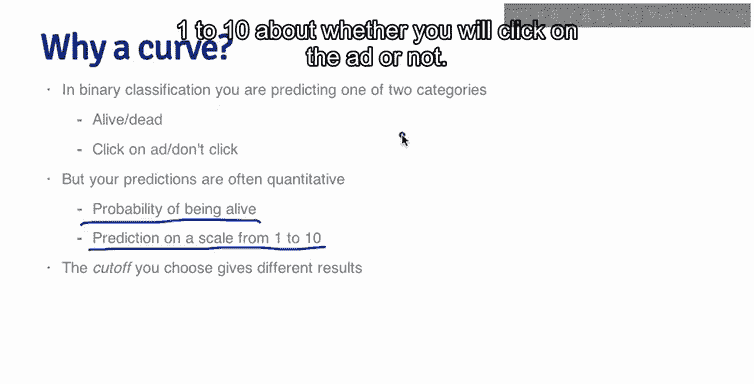 1 to 10 about whether you will click on
the ad or not.
Why a curve?
· In binary classification you are predicting one of two categories
- Alive/dead
- Click on ad/don't click
· But your predictions are often quantitative
- Probability of being alive
- Prediction on a scale from 1 to 10
· The cutoff you choose gives different results